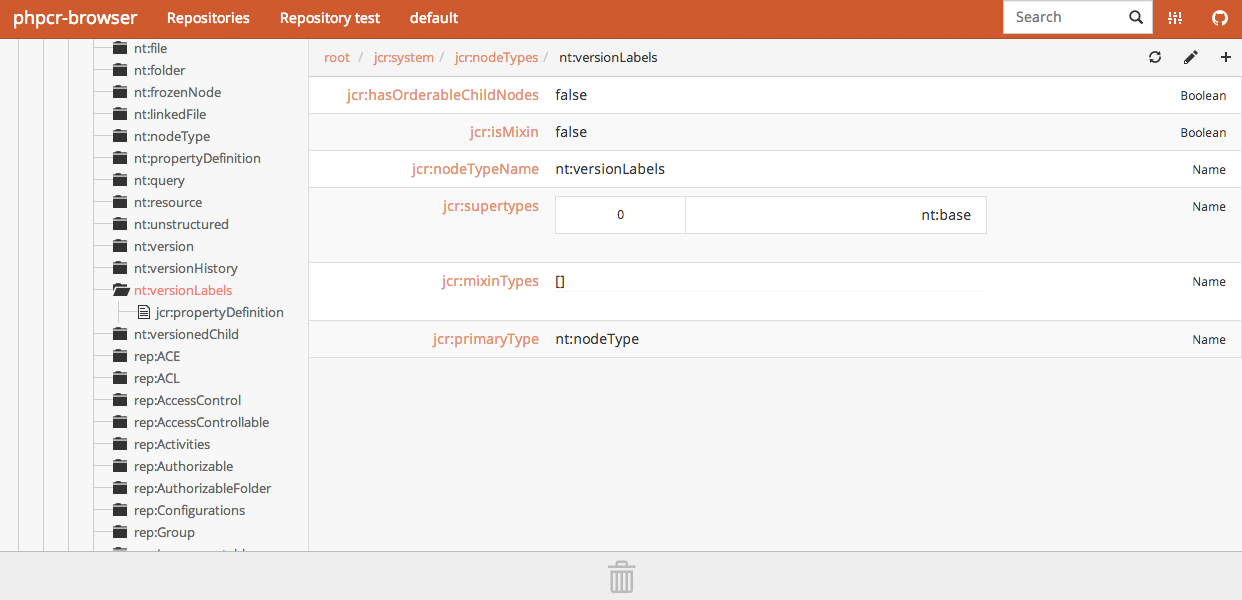 phpcr-browser Repositories Repository test default Search
nt:file
nt:folder
nt:frozenNode
nt:linkedFile
nt:nodeType
nt:propertyDefinition
nt:query
nt:resource
nt:unstructured
nt:version
nt:versionHistory
nt:versionLabels
jcr:propertyDefinition
nt:versionedChild
rep:ACE
rep:ACL
rep:AccessControl
rep:AccessControllable
rep:Activities
rep:Authorizable
rep:AuthorizableFolder
rep:Configurations
rep:Group
root / jcr:system / jcr:nodeTypes / nt:versionLabels
jcr:hasOrderableChildNodes false Boolean
jcr:isMixin false Boolean
jcr:nodeTypeName nt:versionLabels Name
jcr:supertypes 0 nt:base Name
jcr:mixinTypes [] Name
jcr:primaryType nt:nodeType Name